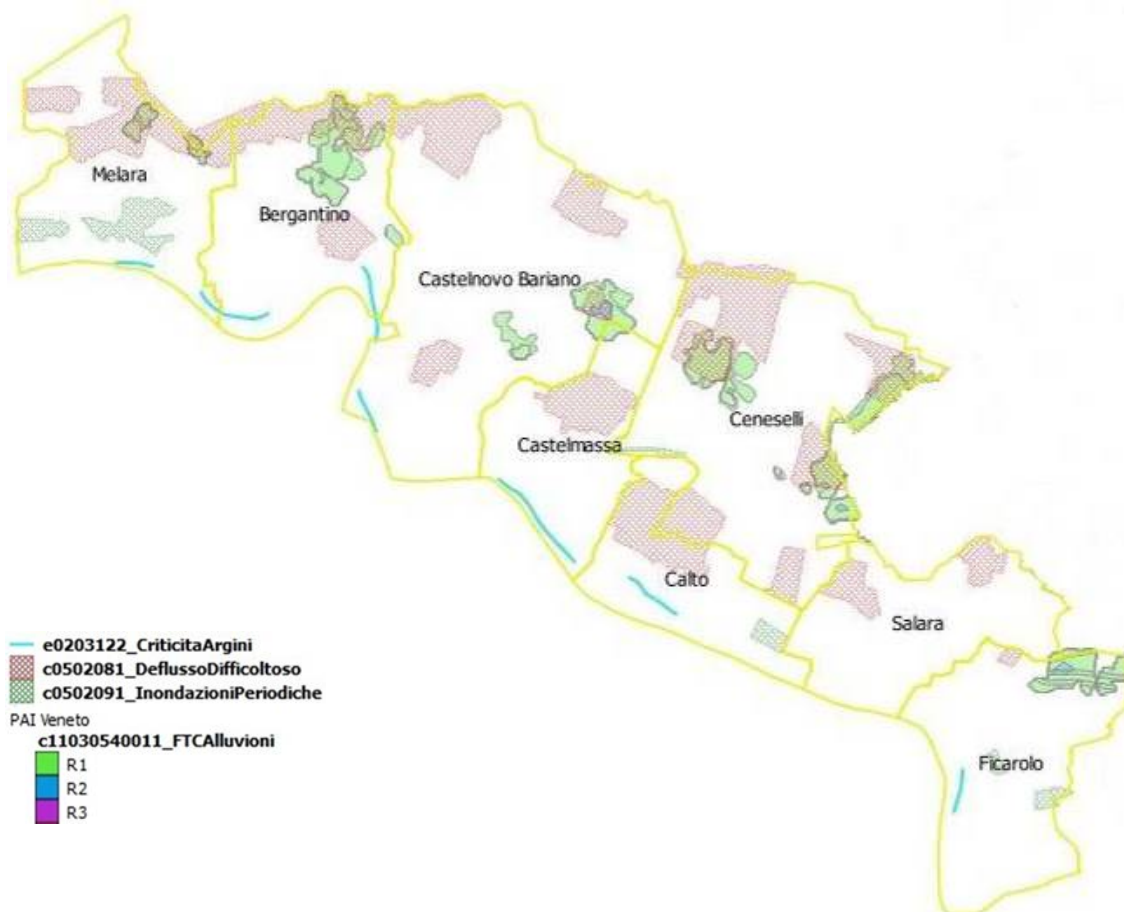 Melara
Bergantino
Castelnovo Bariano
Ceneselli
Castelmassa
Calto
Salara
Ficarolo
e0203122_CriticitaArgini
c0502081_DeflussoDifficoltoso
c0502091_InondazioniPeriodiche
PAI Veneto
c11030540011_FTCAlluvioni
R1
R2
R3